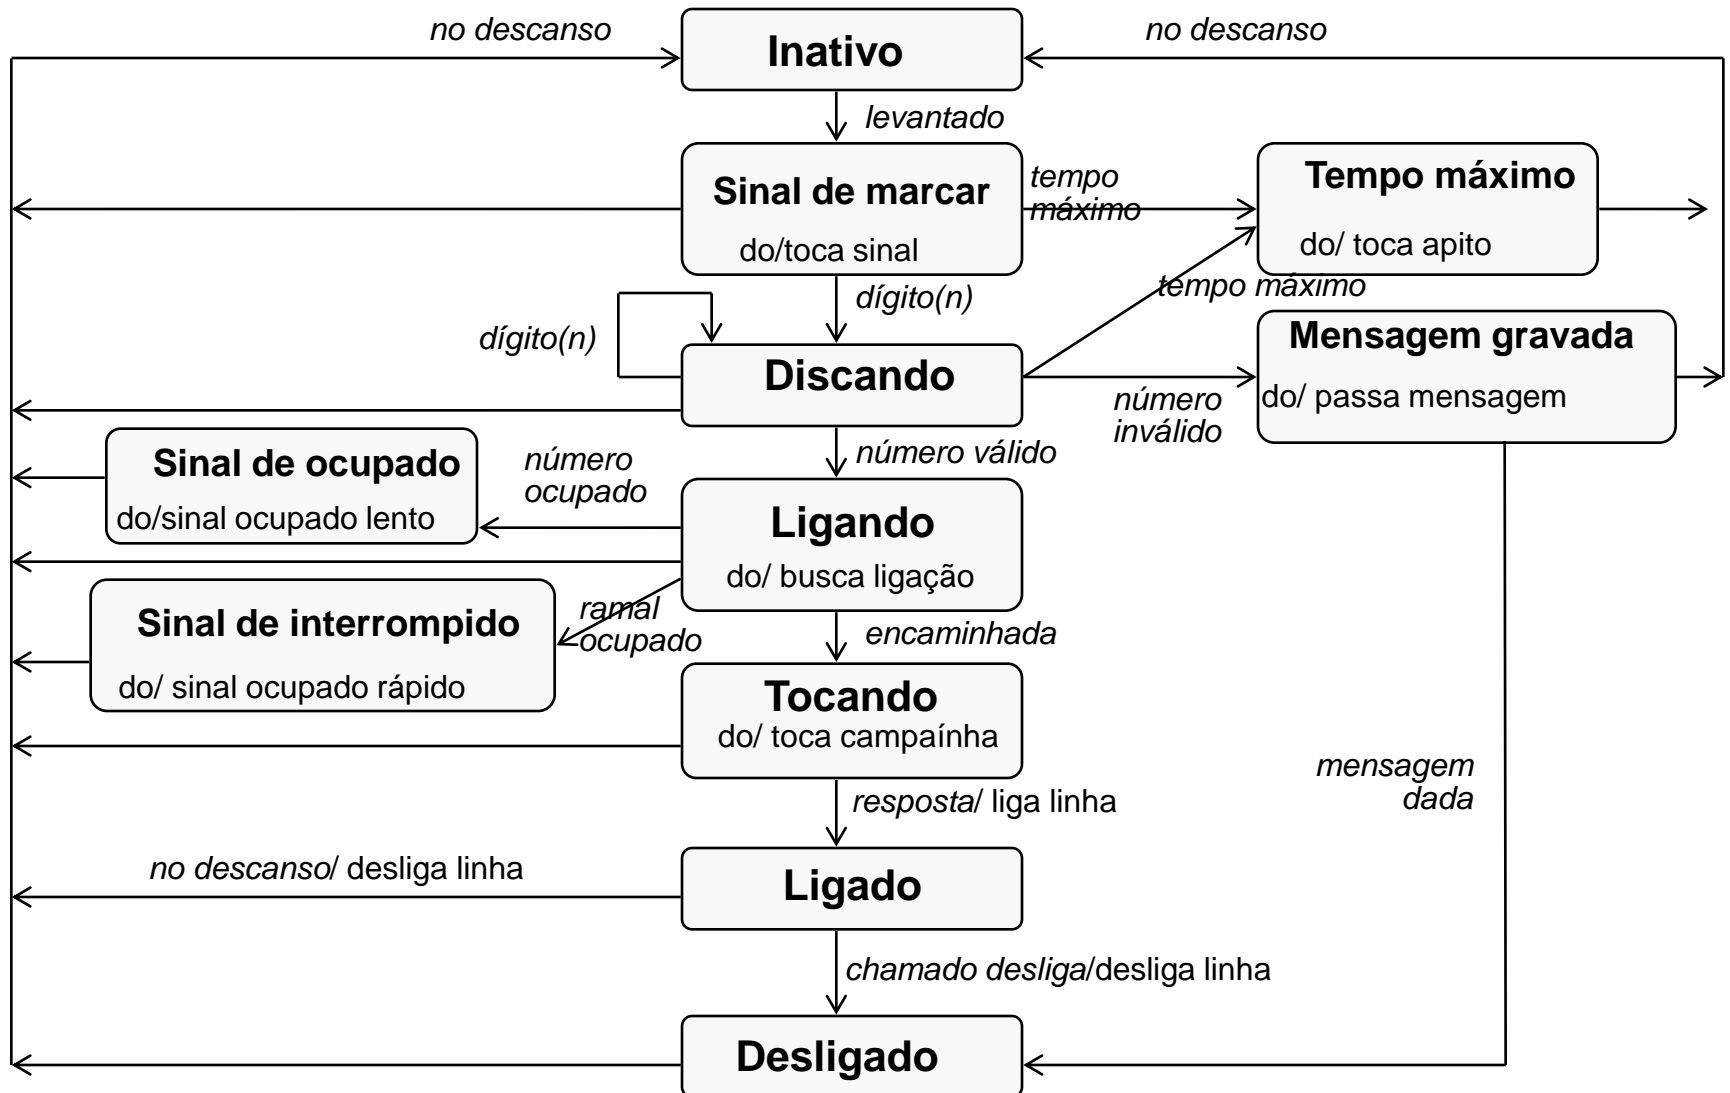 no descanso
Inativo
no descanso
levantado
Sinal de marcar
do/toca sinal
tempo
máximo
Tempo máximo
do/ toca apito
dígito(n)
tempo máximo
dígito(n)
Discando
Mensagem gravada
do/ passa mensagem
número
inválido
número válido
Sinal de ocupado
do/sinal ocupado lento
número
ocupado
Ligando
do/ busca ligação
Sinal de interrompido
do/ sinal ocupado rápido
ramal
ocupado
encaminhada
Tocando
do/ toca campaínha
mensagem
dada
resposta/ liga linha
no descanso/ desliga linha
Ligado
chamado desliga/desliga linha
Desligado